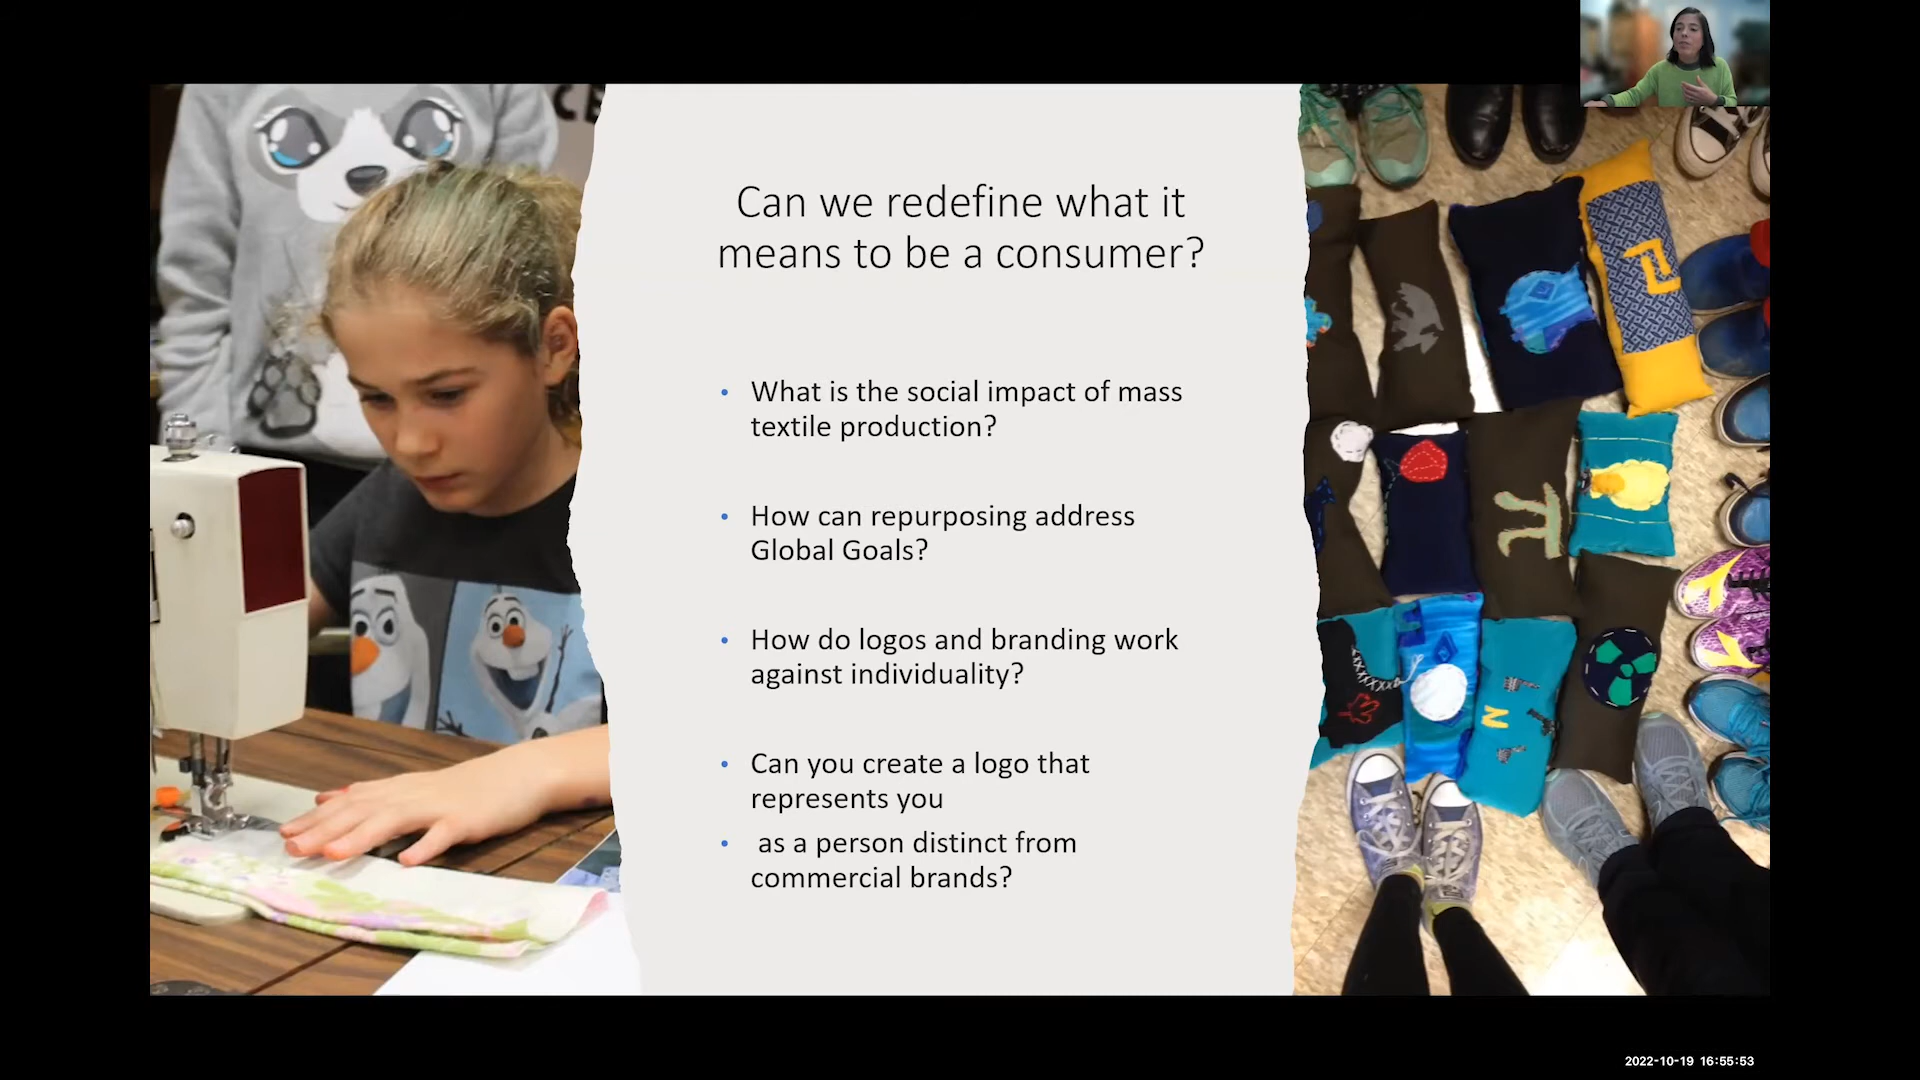 Can we redefine what it
means to be a consumer?
• What is the social impact of mass
textile production?
• How can repurposing address
Global Goals?
• How do logos and branding work
against individuality?
• Can you create a logo that
represents you
• as a person distinct from
commercial brands?
π
N
2022-10-19 16:55:53